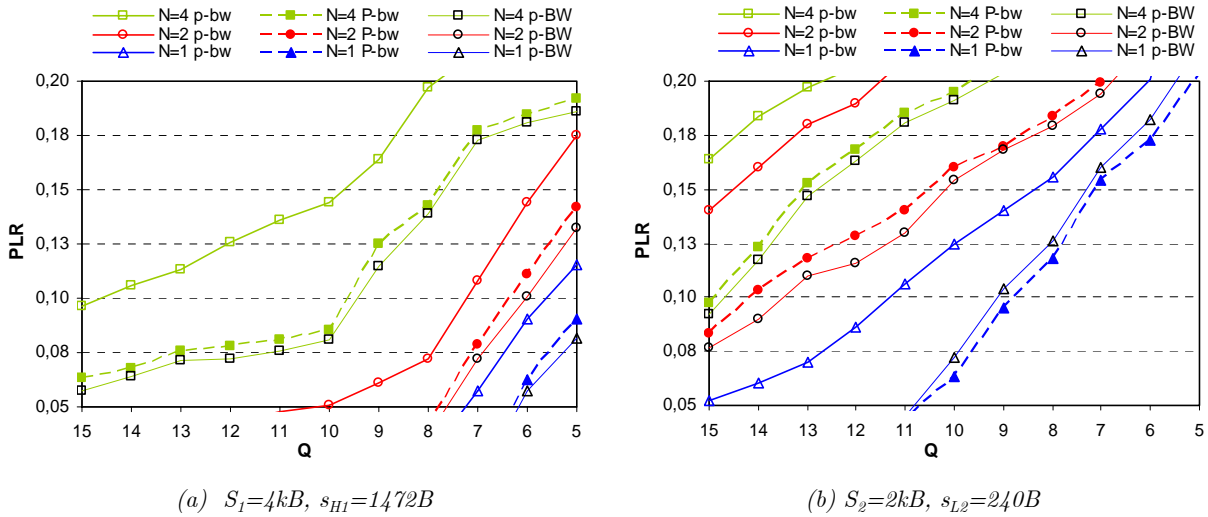 N=4 p-bw N=4 P-bw N=4 p-BW
N=2 p-bw N=2 P-bw N=2 p-BW
N=1 p-bw N=1 P-bw N=1 p-BW
0,20
0,18
0,15
0,13
0,10
0,08
0,05
PLR
15 14 13 12 11 10 9 8 7 6 5
Q
(a) S1=4kB, sH1=1472B
N=4 p-bw N=4 P-bw N=4 p-BW
N=2 p-bw N=2 P-bw N=2 p-BW
N=1 p-bw N=1 P-bw N=1 p-BW
0,20
0,18
0,15
0,13
0,10
0,08
0,05
PLR
15 14 13 12 11 10 9 8 7 6 5
Q
(b) S2=2kB, sL2=240B